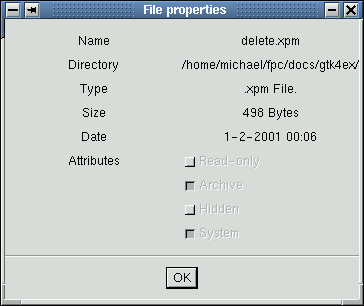 File properties
Name delete.xpm
Directory /home/michael/fpc/docs/gtk4ex/
Type .xpm File.
Size 498 Bytes
Date 1-2-2001 00:06
Attributes Read-only
Archive
Hidden
System
OK